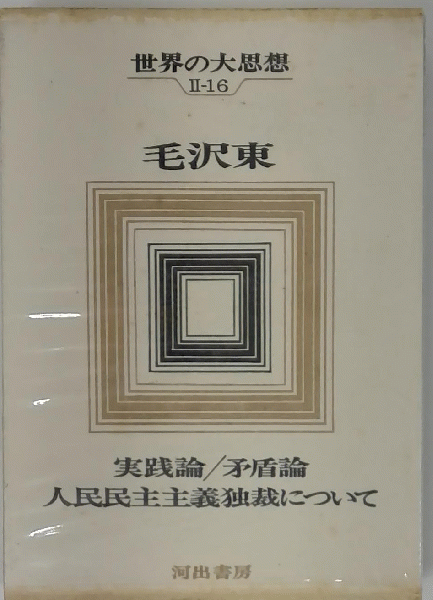 世界の大思想
II-16
毛沢東
実践論/矛盾論
人民民主主義独裁について
河出書房